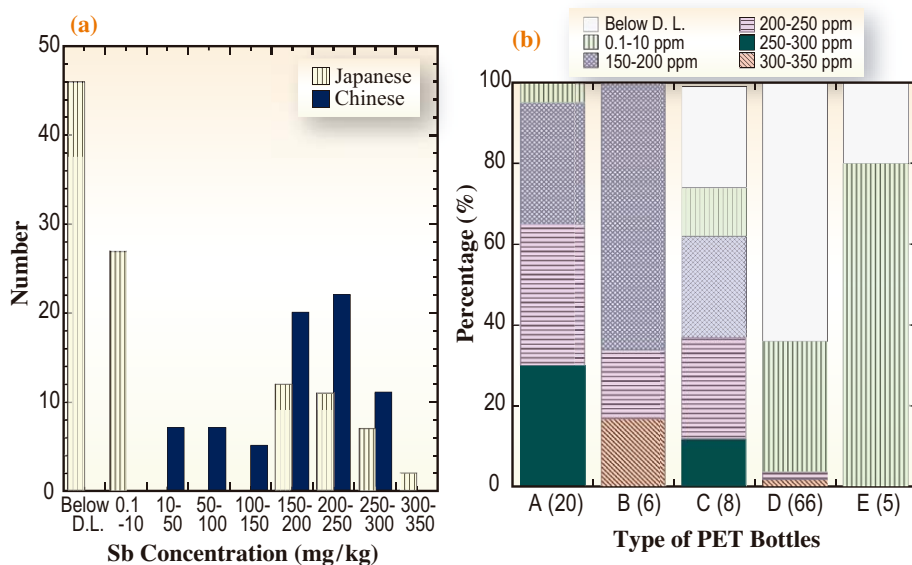 (a)
50
40
30
20
10
0
Number
Japanese
Chinese
Below D.L.
0.1 -10
10- 50
50- 100
100- 150
150- 200
200- 250
250- 300
300- 350
Sb Concentration (mg/kg)
(b)
Below D. L.
0.1-10 ppm
150-200 ppm
200-250 ppm
250-300 ppm
300-350 ppm
100
80
60
40
20
0
Percentage (%)
A (20)
B (6)
C (8)
D (66)
E (5)
Type of PET Bottles